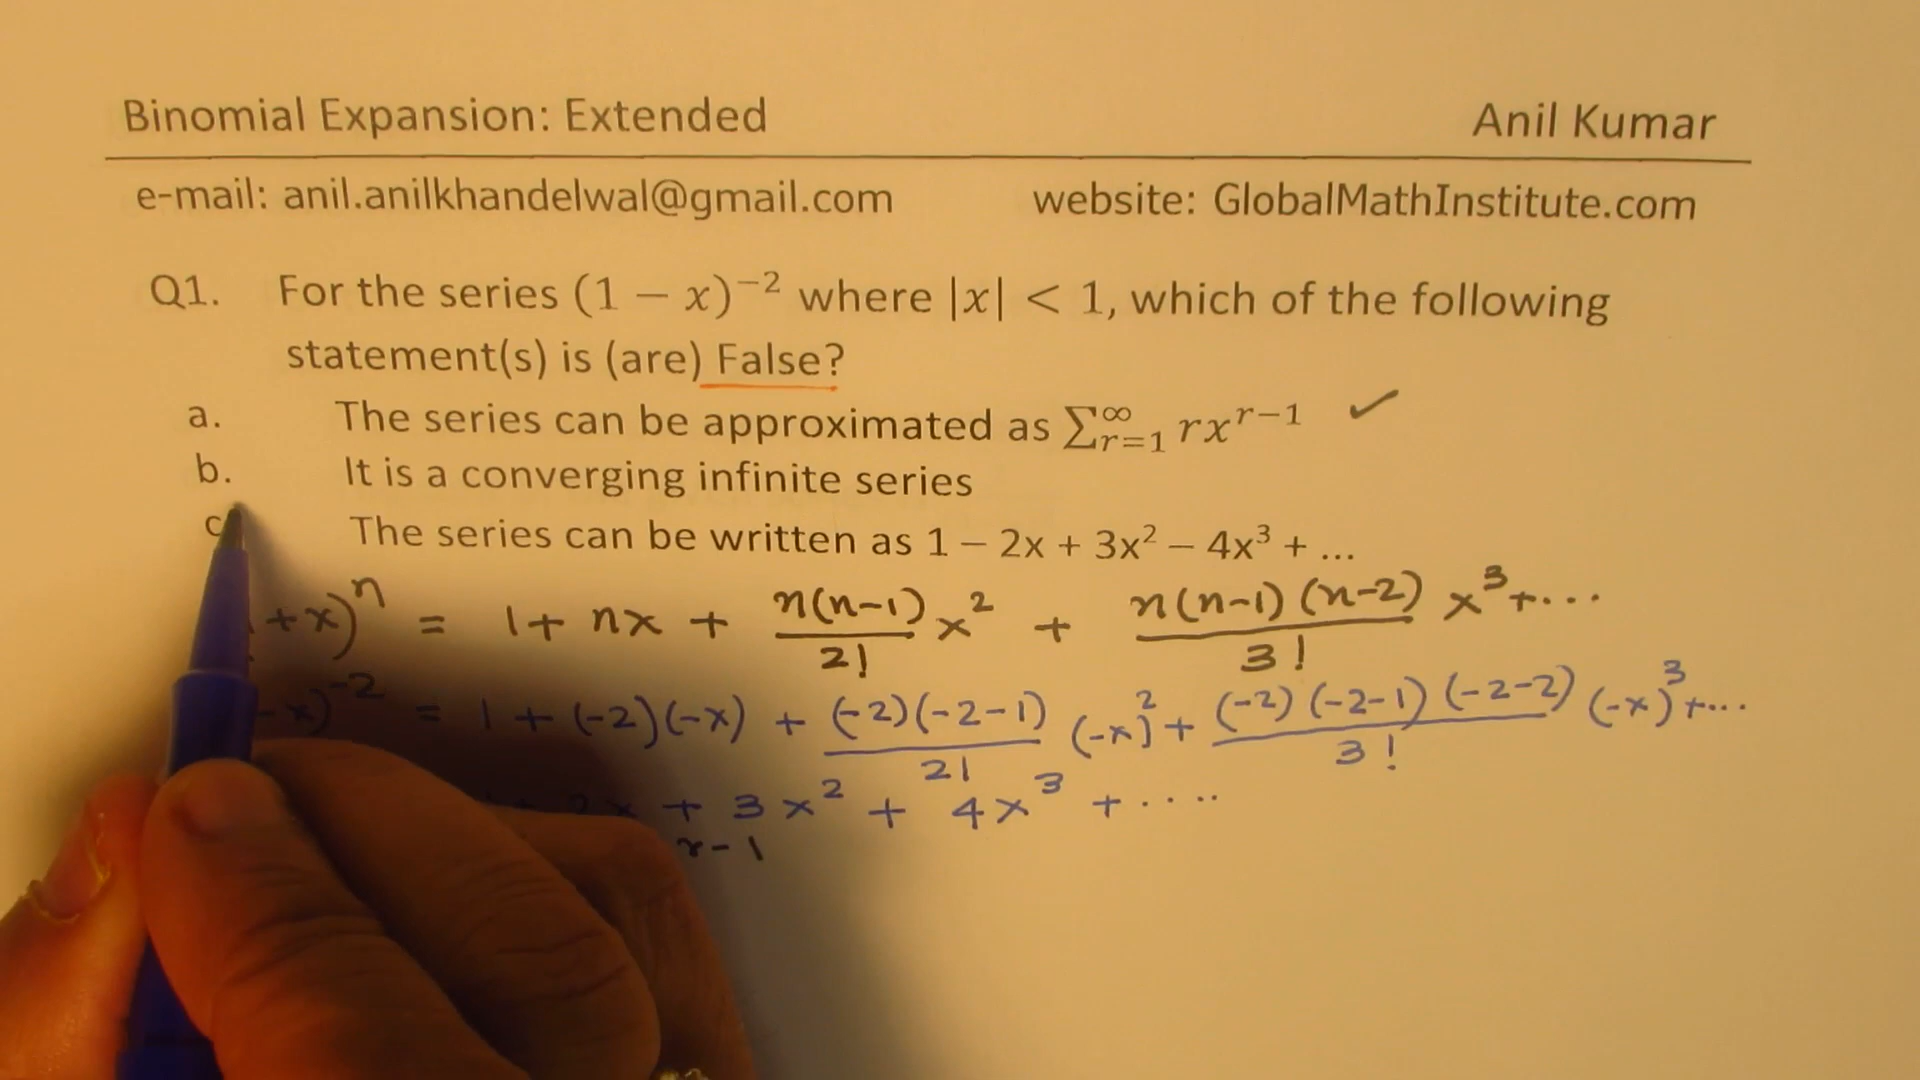 Binomial Expansion: Extended Anil Kumar
e-mail: anil.anilkhandelwal@gmail.com website: GlobalMathInstitute.com
Q1. For the series (1 − x)⁻² where |x| < 1, which of the following
statement(s) is (are) False?
a. The series can be approximated as ∑_{r=1}^{∞} rx^{r−1} ✓
b. It is a converging infinite series
c The series can be written as 1 − 2x + 3x² − 4x³ + ...
+x)ⁿ = 1 + nx + n(n-1)/2! x² + n(n-1)(n-2)/3! x³ + ...
-x)⁻² = 1 + (-2)(-x) + (-2)(-2-1)/2! (-x)² + (-2)(-2-1)(-2-2)/3! (-x)³ + ...
+ 2x + 3x² + 4x³ + ....
r-1